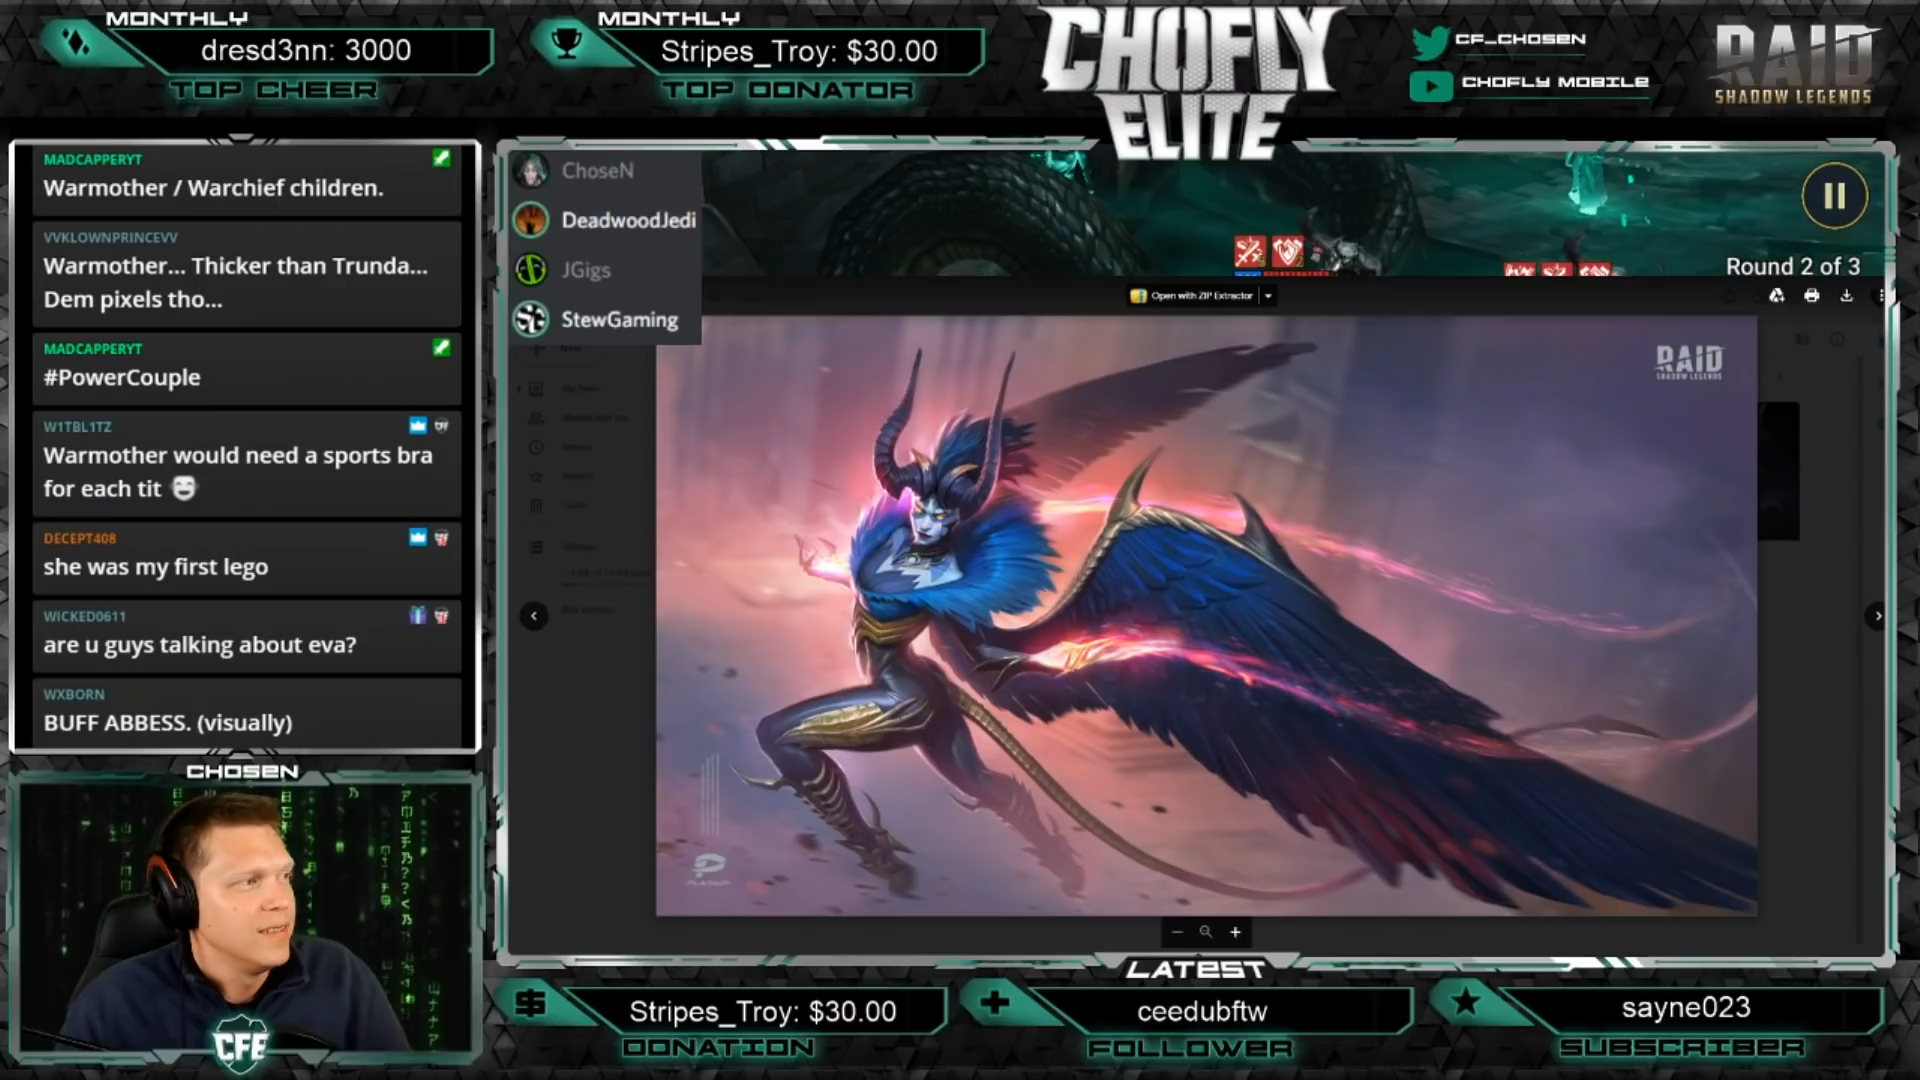 MONTHLY
dresd3nn: 3000
TOP CHEER
MONTHLY
Stripes_Troy: $30.00
TOP DONATOR
CHOFLY
ELITE
CF_CHOSEN
CHOFLY MOBILE
RAID
SHADOW LEGENDS
MADCAPPERYT
Warmother / Warchief children.
VVKLOWNPRINCEVV
Warmother... Thicker than Trunda...
Dem pixels tho...
MADCAPPERYT
#PowerCouple
W1TBL1TZ
Warmother would need a sports bra
for each tit
DECEPT408
she was my first lego
WICKED0611
are u guys talking about eva?
WXBORN
BUFF ABBESS. (visually)
ChoseN
DeadwoodJedi
JGigs
StewGaming
Round 2 of 3
Open with ZIP Extractor
RAID
SHADOW LEGENDS
CHOSEN
CFE
LATEST
Stripes_Troy: $30.00
DONATION
ceedubftw
FOLLOWER
sayne023
SUBSCRIBER